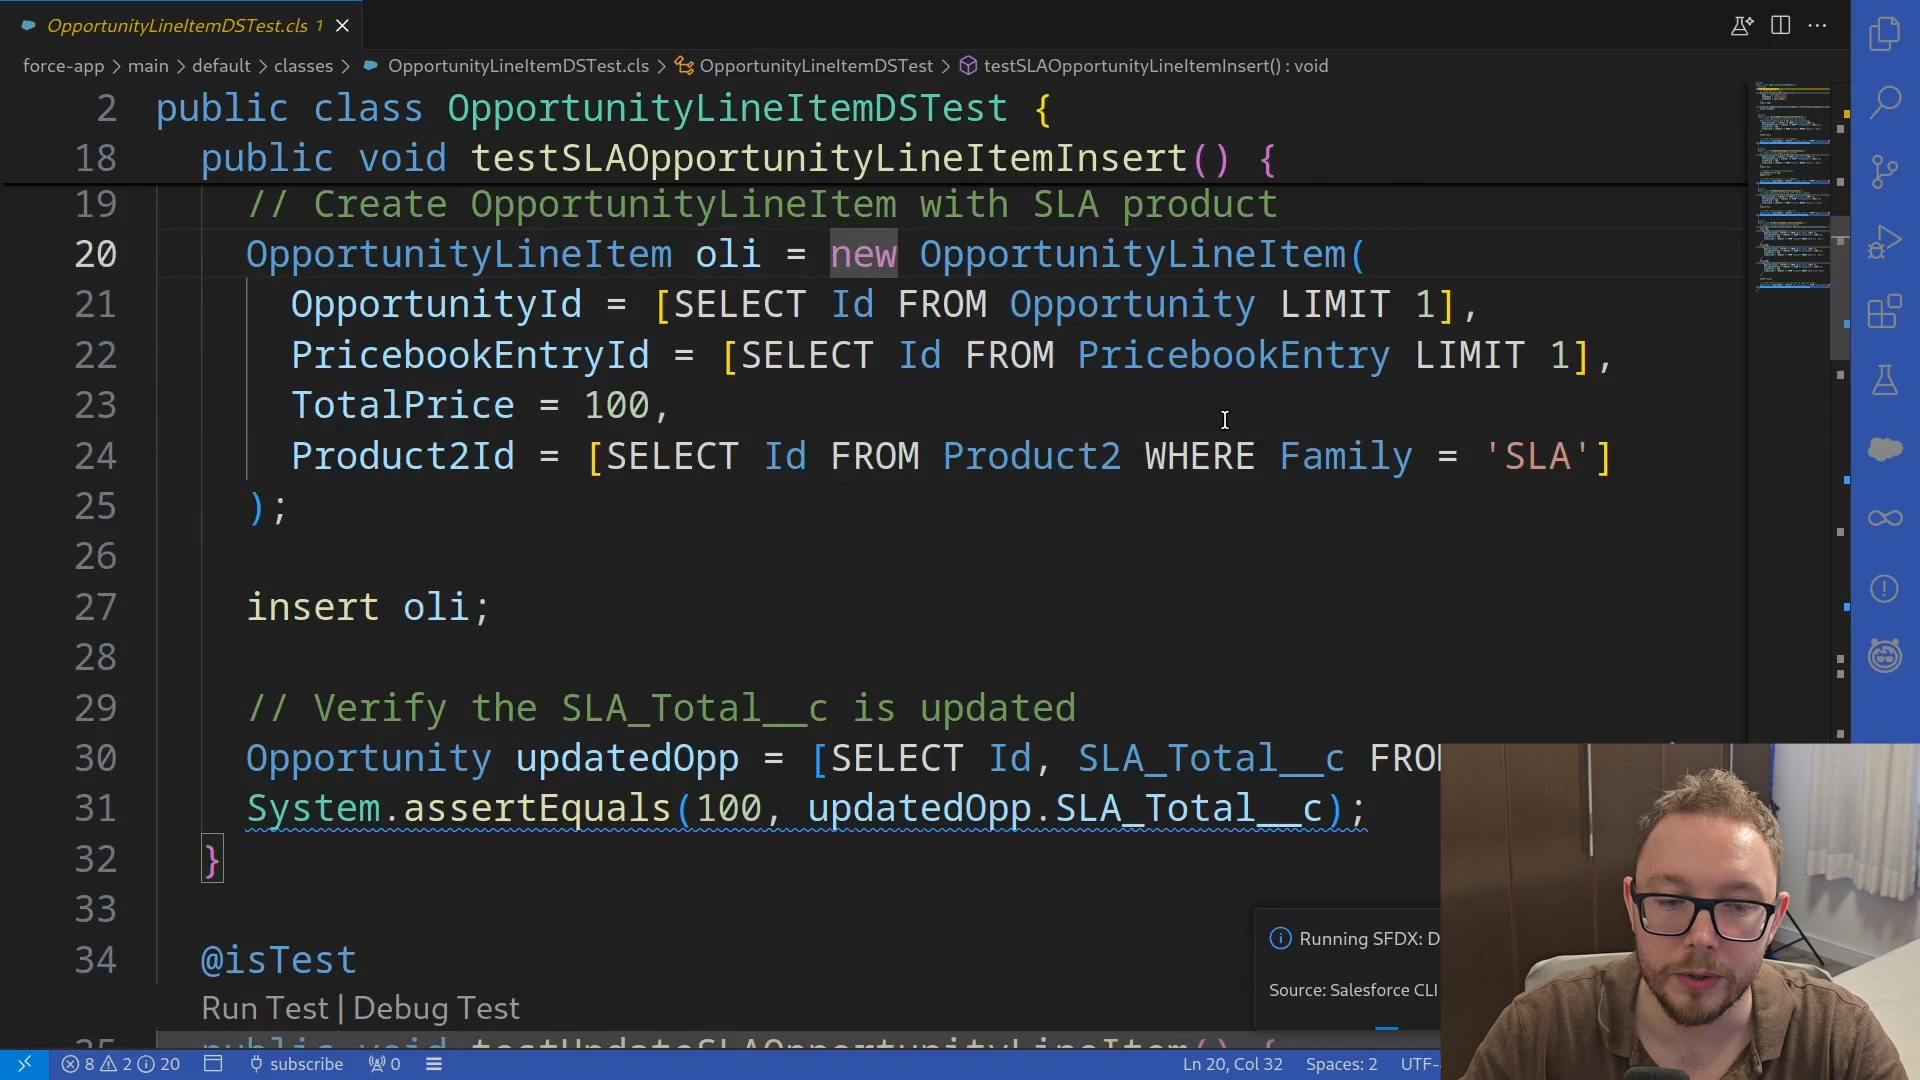 OpportunityLineItemDSTest.cls 1
force-app > main > default > classes > OpportunityLineItemDSTest.cls > OpportunityLineItemDSTest > testSLAOpportunityLineItemInsert() : void
2 public class OpportunityLineItemDSTest {
18 public void testSLAOpportunityLineItemInsert() {
19 // Create OpportunityLineItem with SLA product
20 OpportunityLineItem oli = new OpportunityLineItem(
21 OpportunityId = [SELECT Id FROM Opportunity LIMIT 1],
22 PricebookEntryId = [SELECT Id FROM PricebookEntry LIMIT 1],
23 TotalPrice = 100,
24 Product2Id = [SELECT Id FROM Product2 WHERE Family = 'SLA']
25 );
26
27 insert oli;
28
29 // Verify the SLA_Total__c is updated
30 Opportunity updatedOpp = [SELECT Id, SLA_Total__c FRO
31 System.assertEquals(100, updatedOpp.SLA_Total__c);
32 }
33
34 @isTest
Run Test | Debug Test
35 public void testUpdateSLAOpportunityLineItem() {
Running SFDX: D
Source: Salesforce CLI
8 2 20 subscribe 0 Ln 20, Col 32 Spaces: 2 UTF-